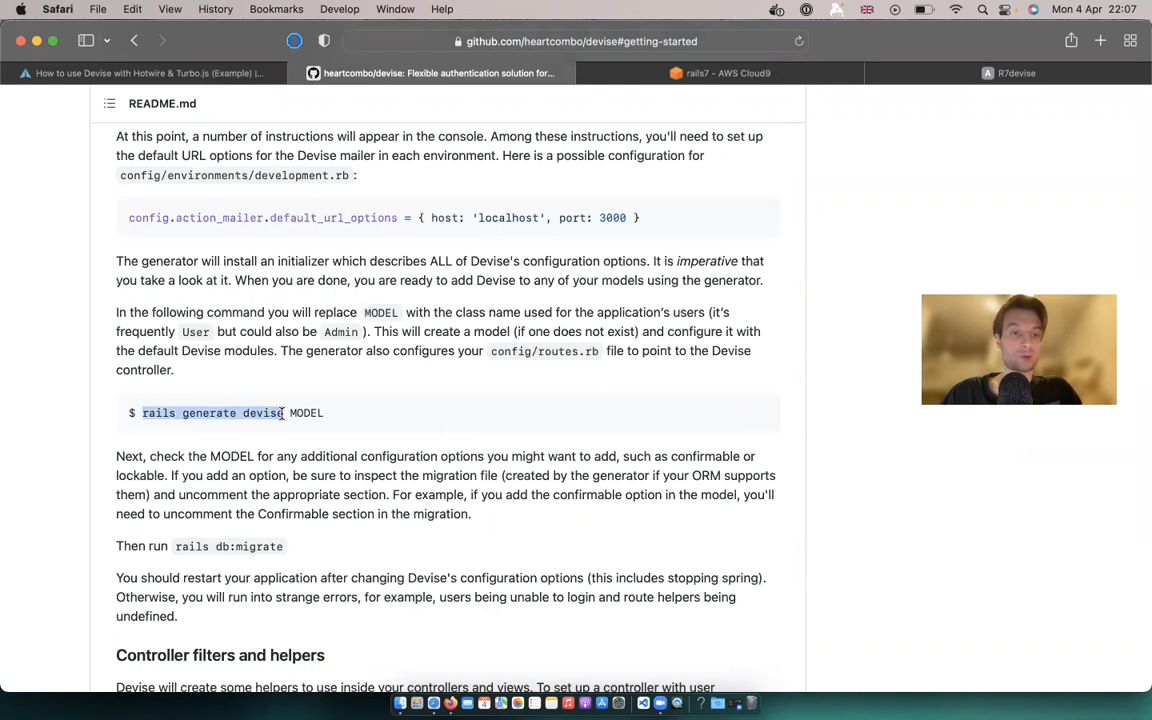 Safari File Edit View History Bookmarks Develop Window Help Mon 4 Apr 22:07
github.com/heartcombo/devise#getting-started
How to use Devise with Hotwire & Turbo.js (Example) |... heartcombo/devise: Flexible authentication solution for... rails7 - AWS Cloud9 A R7devise
README.md
At this point, a number of instructions will appear in the console. Among these instructions, you'll need to set up
the default URL options for the Devise mailer in each environment. Here is a possible configuration for
config/environments/development.rb :
config.action_mailer.default_url_options = { host: 'localhost', port: 3000 }
The generator will install an initializer which describes ALL of Devise's configuration options. It is imperative that
you take a look at it. When you are done, you are ready to add Devise to any of your models using the generator.
In the following command you will replace MODEL with the class name used for the application’s users (it’s
frequently User but could also be Admin ). This will create a model (if one does not exist) and configure it with
the default Devise modules. The generator also configures your config/routes.rb file to point to the Devise
controller.
$ rails generate devise MODEL
Next, check the MODEL for any additional configuration options you might want to add, such as confirmable or
lockable. If you add an option, be sure to inspect the migration file (created by the generator if your ORM supports
them) and uncomment the appropriate section. For example, if you add the confirmable option in the model, you'll
need to uncomment the Confirmable section in the migration.
Then run rails db:migrate
You should restart your application after changing Devise's configuration options (this includes stopping spring).
Otherwise, you will run into strange errors, for example, users being unable to login and route helpers being
undefined.
Controller filters and helpers
Devise will create some helpers to use inside your controllers and views. To set up a controller with user